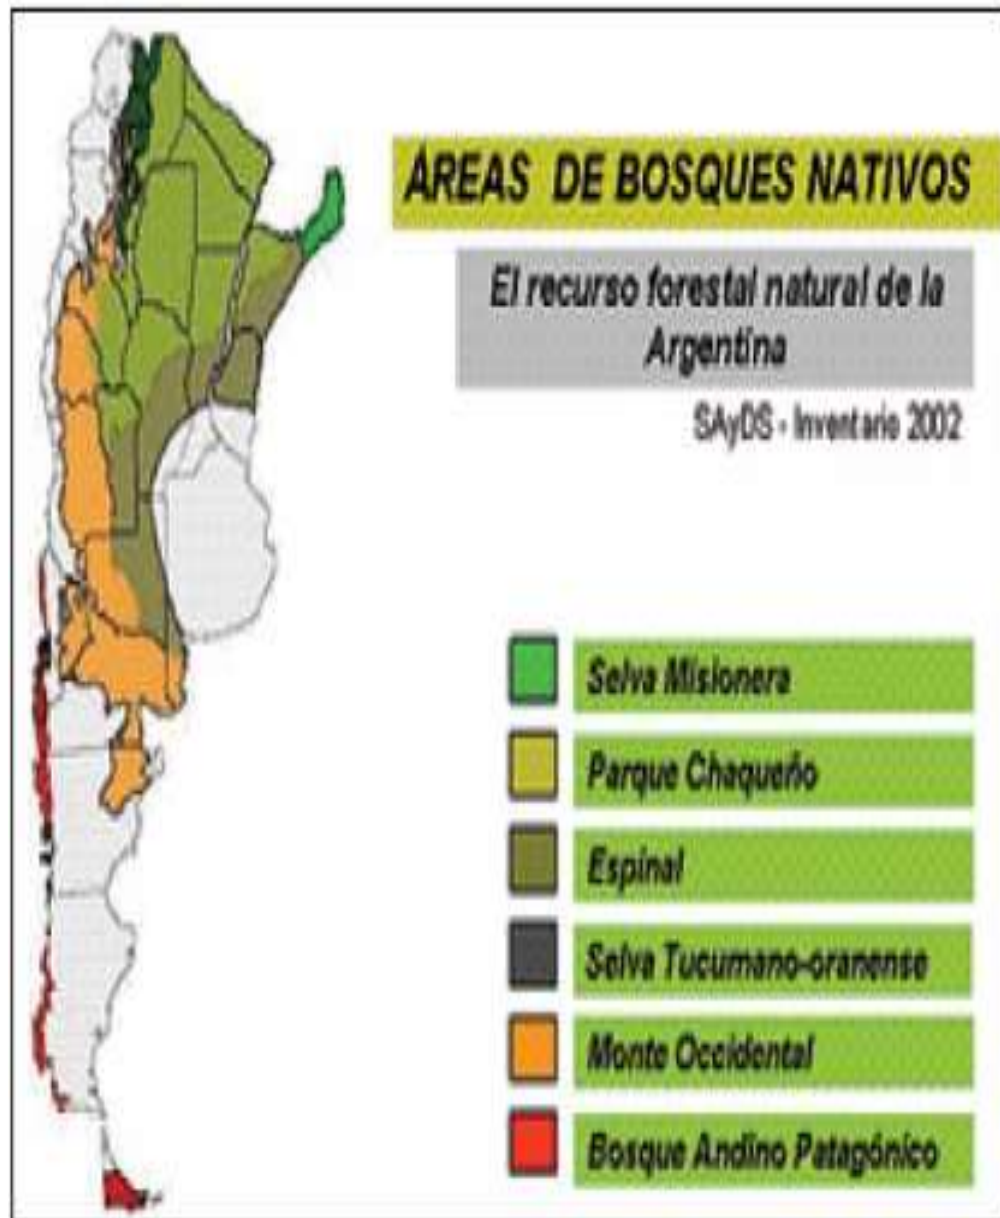 ÁREAS DE BOSQUES NATIVOS
El recurso forestal natural de la
Argentina
SAyDS - Inventario 2002
Selva Misionera
Parque Chaqueño
Espinal
Selva Tucumano-oranense
Monte Occidental
Bosque Andino Patagónico